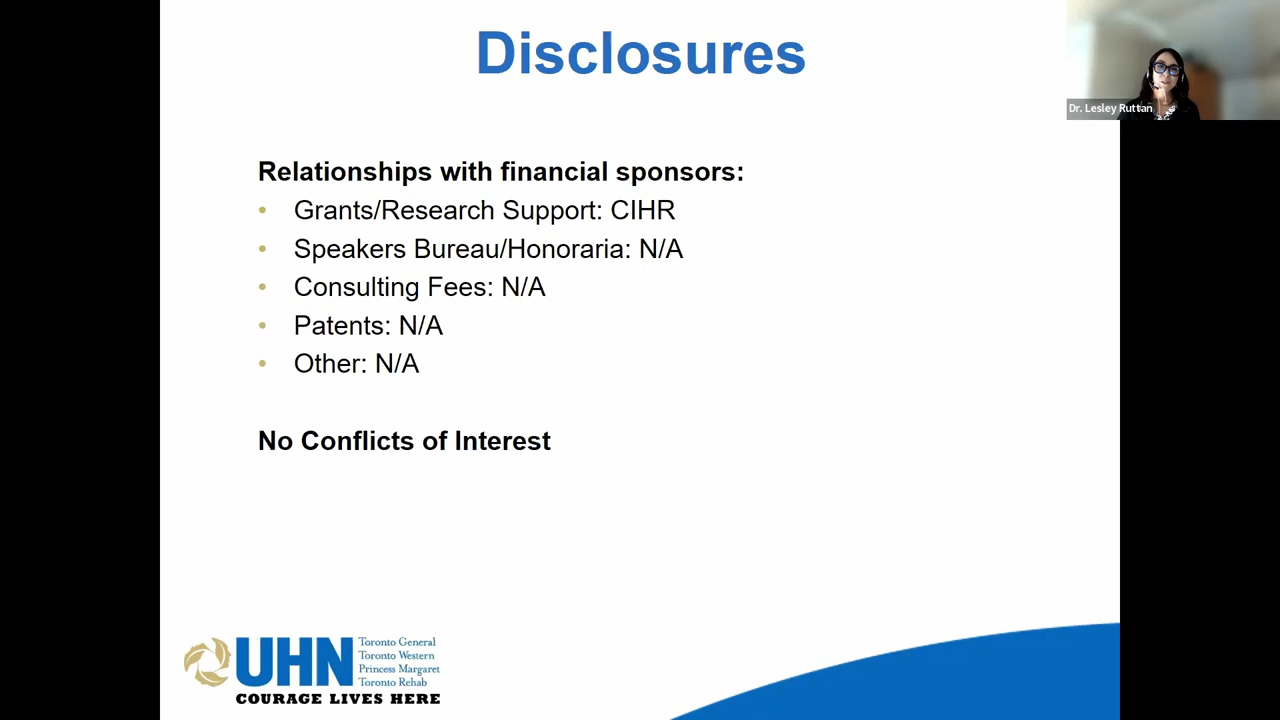 Disclosures
Dr. Lesley Ruttan
Relationships with financial sponsors:
• Grants/Research Support: CIHR
• Speakers Bureau/Honoraria: N/A
• Consulting Fees: N/A
• Patents: N/A
• Other: N/A
No Conflicts of Interest
UHN
Toronto General
Toronto Western
Princess Margaret
Toronto Rehab
COURAGE LIVES HERE